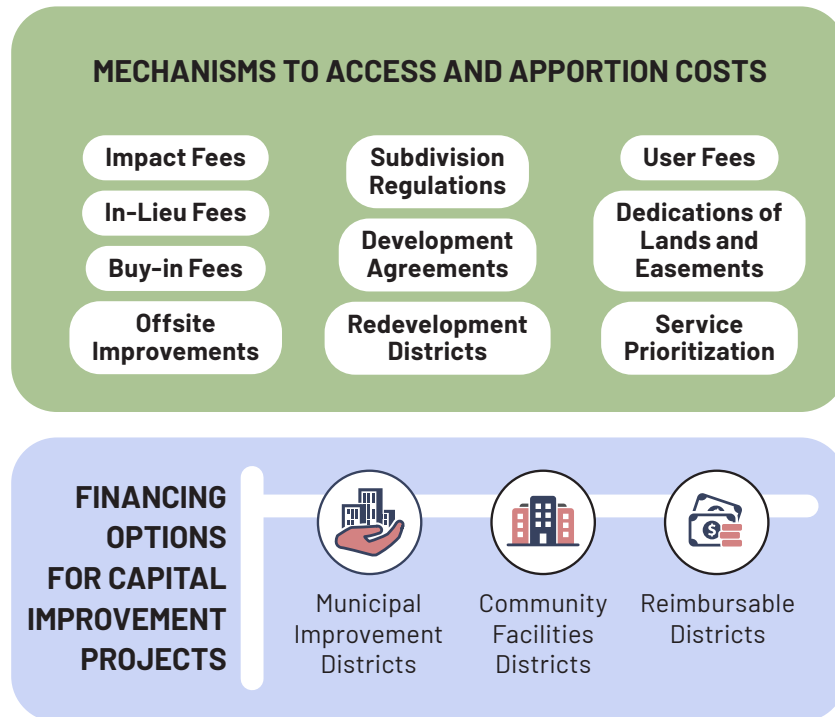 MECHANISMS TO ACCESS AND APPORTION COSTS
Impact Fees
In-Lieu Fees
Buy-in Fees
Offsite
Improvements
Subdivision
Regulations
Development
Agreements
Redevelopment
Districts
User Fees
Dedications of
Lands and
Easements
Service
Prioritization
FINANCING
OPTIONS
FOR CAPITAL
IMPROVEMENT
PROJECTS
Municipal
Improvement
Districts
Community
Facilities
Districts
$
Reimbursable
Districts